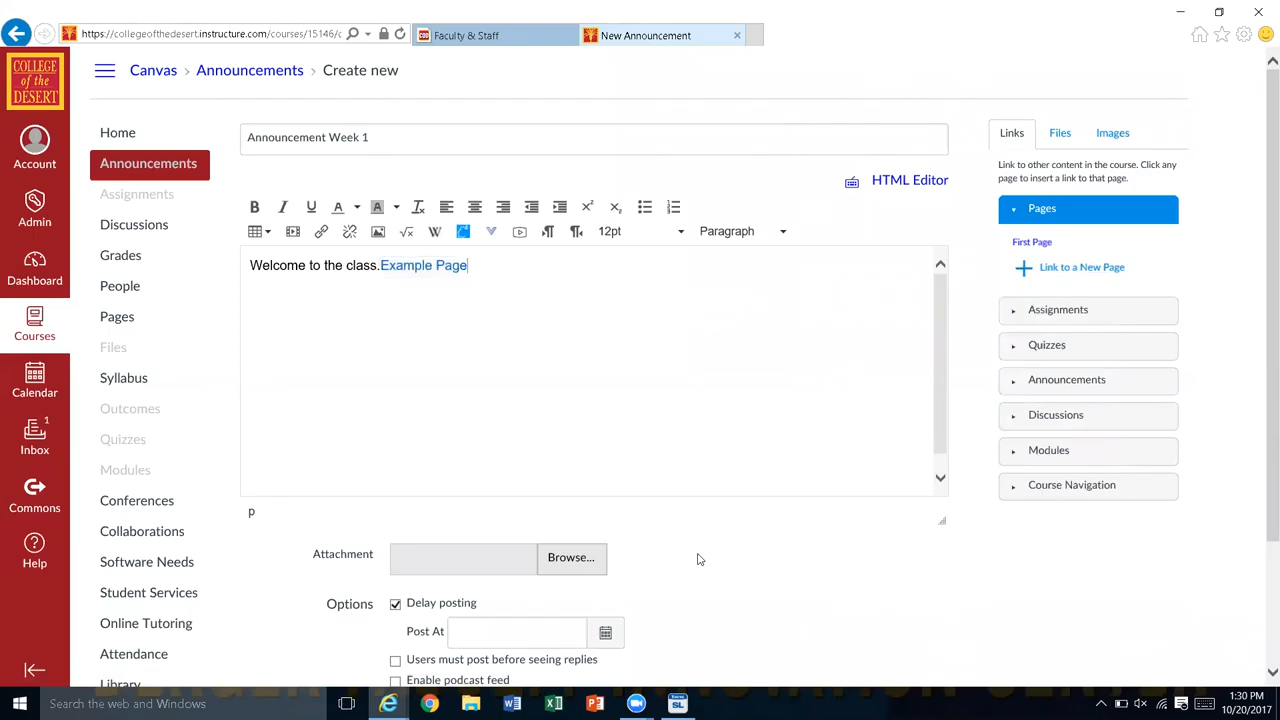 https://collegeofthedesert.instructure.com/courses/15146/
Faculty & Staff
New Announcement
COLLEGE
of the
DESERT
Account
Admin
Dashboard
Courses
Calendar
1
Inbox
Commons
Help
Canvas › Announcements › Create new
Home
Announcements
Assignments
Discussions
Grades
People
Pages
Files
Syllabus
Outcomes
Quizzes
Modules
Conferences
Collaborations
Software Needs
Student Services
Online Tutoring
Attendance
Library
Announcement Week 1
HTML Editor
12pt Paragraph
Welcome to the class.Example Page
p
Attachment Browse...
Options Delay posting
Post At
Users must post before seeing replies
Enable podcast feed
Links Files Images
Link to other content in the course. Click any
page to insert a link to that page.
Pages
First Page
Link to a New Page
Assignments
Quizzes
Announcements
Discussions
Modules
Course Navigation
Search the web and Windows
1:30 PM
10/20/2017